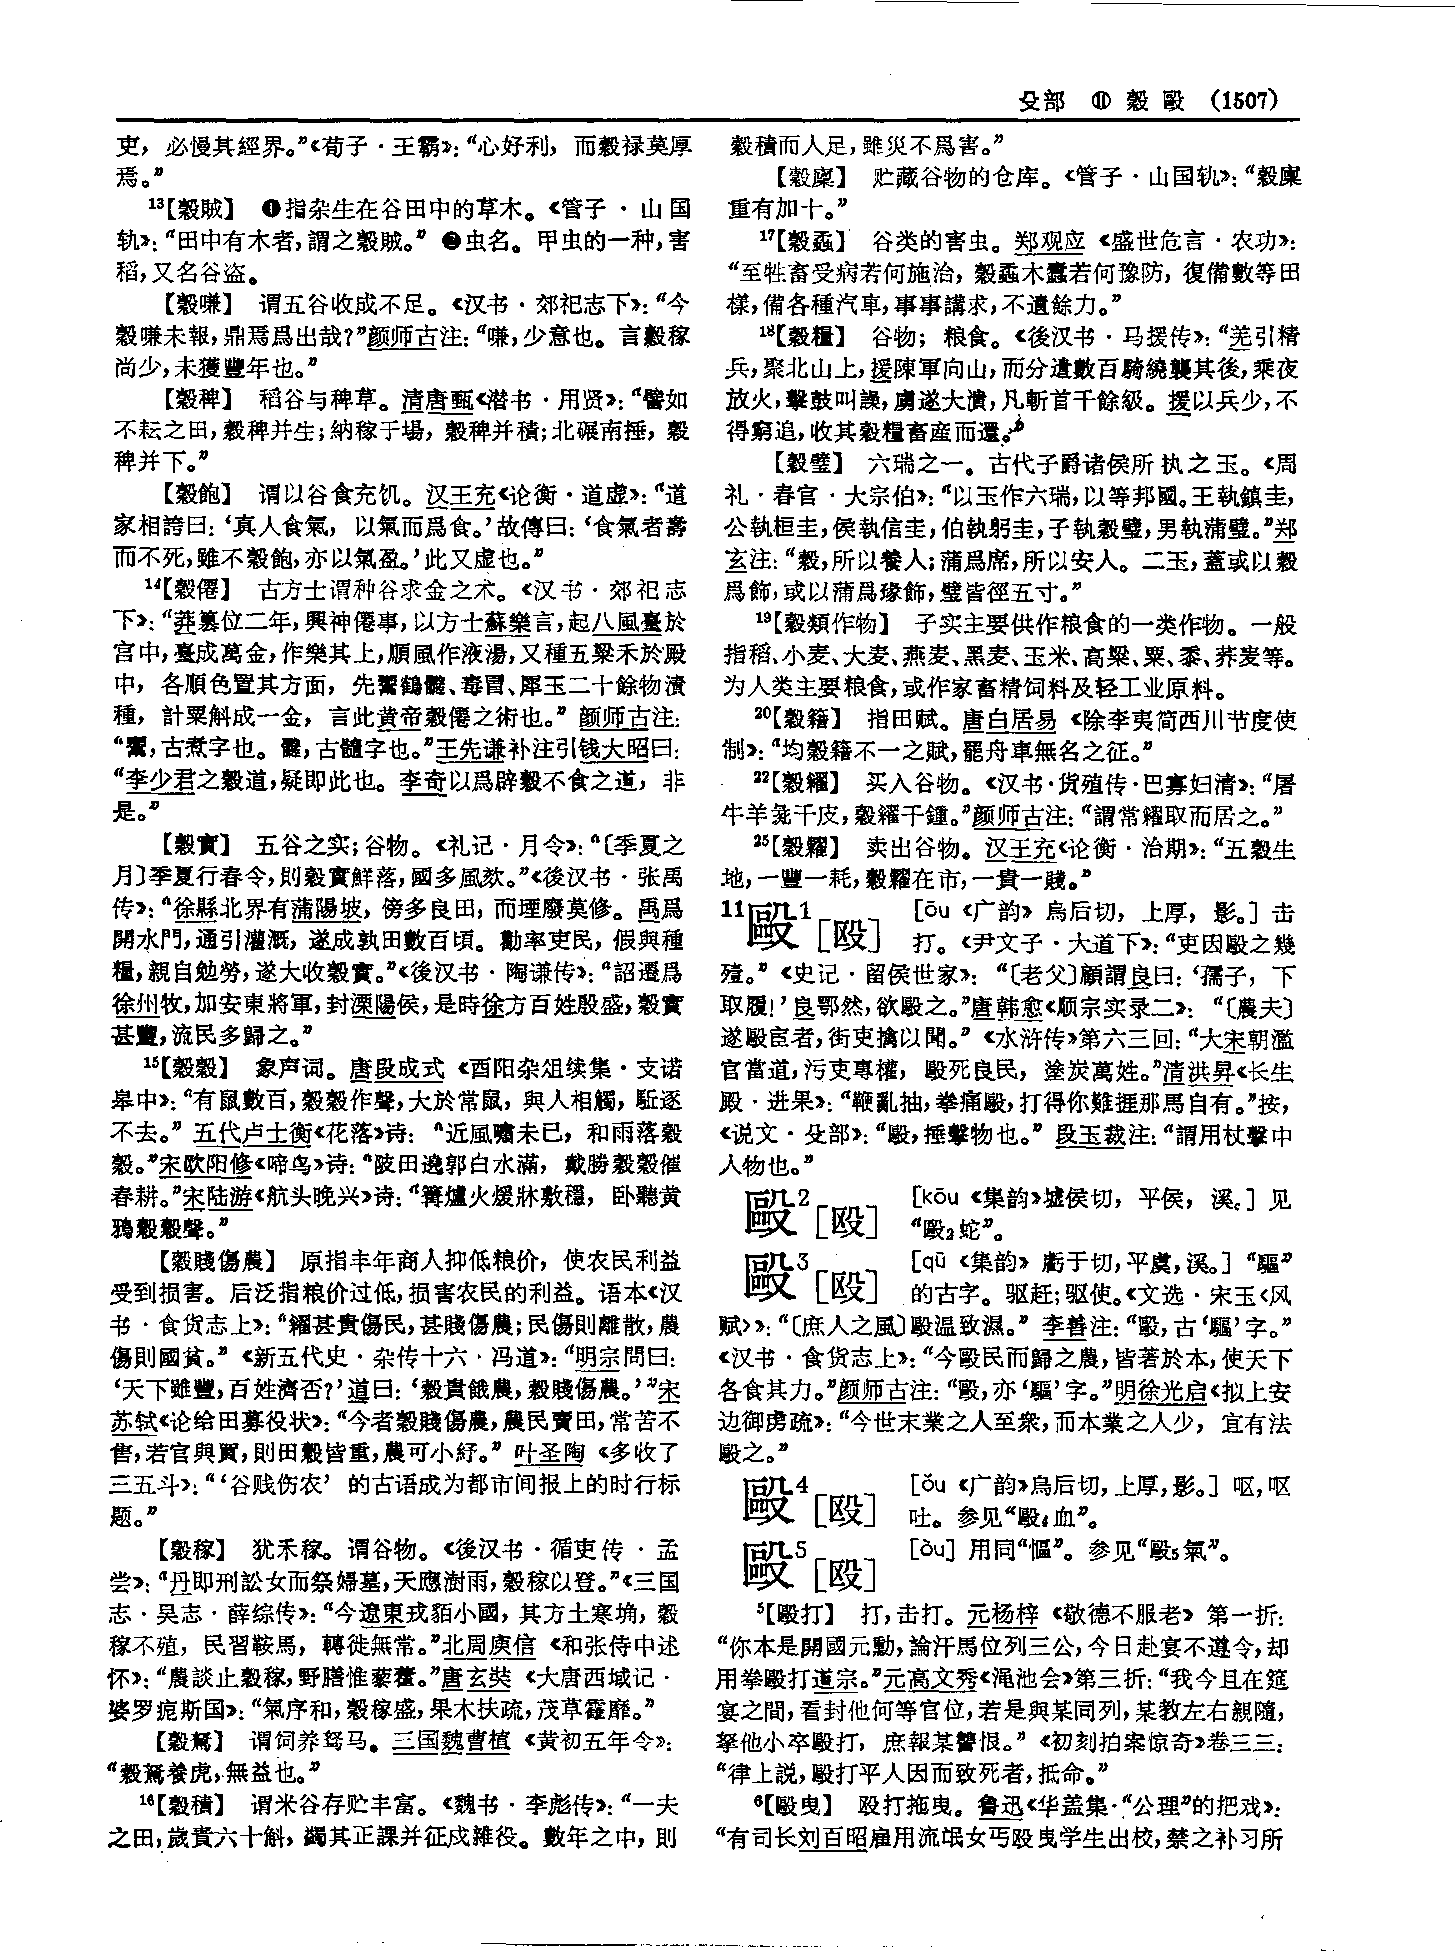 殳部 ⑪ 穀 毆 (1507)
吏，必慢其經界。”《荀子·王霸》：“心好利，而穀禄莫厚
焉。”
13【穀賊】 ❶指杂生在谷田中的草木。《管子·山国
轨》：“田中有木者，謂之穀賊。” ❷虫名。甲虫的一种，害
稻，又名谷盗。
【穀嗛】 谓五谷收成不足。《汉书·郊祀志下》：“今
穀嗛未報，鼎焉爲出哉？”颜师古注：“嗛，少意也。言穀稼
尚少，未獲豐年也。”
【穀稗】 稻谷与稗草。清唐甄《潜书·用贤》：“譬如
不耘之田，穀稗并生；納稼于場，穀稗并積；北碾南捶，穀
稗并下。”
【穀飽】 谓以谷食充饥。汉王充《论衡·道虚》：“道
家相誇曰：‘真人食氣，以氣而爲食。’故傳曰：‘食氣者壽
而不死，雖不穀飽，亦以氣盈。’此又虚也。”
14【穀僊】 古方士谓种谷求金之术。《汉书·郊祀志
下》：“莽篡位二年，興神僊事，以方士蘇樂言，起八風臺於
宫中，臺成萬金，作樂其上，順風作液湯，又種五粱禾於殿
中，各順色置其方面，先鬻鶴髓、毒冒、犀玉二十餘物漬
種，計粟斛成一金，言此黄帝穀僊之術也。”颜师古注：
“鬻，古煮字也。髓，古髓字也。”王先谦补注引钱大昭曰：
“李少君之穀道，疑即此也。李奇以爲辟穀不食之道，非
是。”
【穀實】 五谷之实；谷物。《礼记·月令》：“〔季夏之
月〕季夏行春令，則穀實鮮落，國多風欬。”《後汉书·张禹
传》：“徐縣北界有蒲陽坡，傍多良田，而堙廢莫修。禹爲
開水門，通引灌溉，遂成孰田數百頃。勸率吏民，假與種
糧，親自勉勞，遂大收穀實。”《後汉书·陶谦传》：“詔遷爲
徐州牧，加安東將軍，封溧陽侯，是時徐方百姓殷盛，穀實
甚豐，流民多歸之。”
15【穀穀】 象声词。唐段成式《酉阳杂俎续集·支诺
皋中》：“有鼠數百，穀穀作聲，大於常鼠，與人相觸，駈逐
不去。”五代卢士衡《花落》诗：“近風嘯未已，和雨落穀
穀。”宋欧阳修《啼鸟》诗：“陂田遶郭白水滿，戴勝穀穀催
春耕。”宋陆游《航头晚兴》诗：“篝爐火煖牀敷穩，卧聽黄
鴉穀穀聲。”
【穀賤傷農】 原指丰年商人抑低粮价，使农民利益
受到损害。后泛指粮价过低，损害农民的利益。语本《汉
书·食货志上》：“糴甚貴傷民，甚賤傷農；民傷則離散，農
傷則國貧。”《新五代史·杂传十六·冯道》：“明宗問曰：
‘天下雖豐，百姓濟否？’道曰：‘穀貴餓農，穀賤傷農。’”宋
苏轼《论给田募役状》：“今者穀賤傷農，農民賣田，常苦不
售，若官與買，則田穀皆重，農可小紓。”叶圣陶《多收了
三五斗》：“‘谷贱伤农’的古语成为都市间报上的时行标
题。”
【穀稼】 犹禾稼。谓谷物。《後汉书·循吏传·孟
尝》：“丹即刑訟女而祭婦墓，天應澍雨，穀稼以登。”《三国
志·吴志·薛综传》：“今遼東戎貊小國，其方土寒埆，穀
稼不殖，民習鞍馬，轉徙無常。”北周庾信《和张侍中述
怀》：“農談止穀稼，野膳惟藜藿。”唐玄奘《大唐西域记·
婆罗痆斯国》：“氣序和，穀稼盛，果木扶疏，茂草靃靡。”
【穀駑】 谓饲养驽马。三国魏曹植《黄初五年令》：
“穀駑養虎，無益也。”
16【穀積】 谓米谷存贮丰富。《魏书·李彪传》：“一夫
之田，歲責六十斛，蠲其正課并征戍雜役。數年之中，則
穀積而人足，雖災不爲害。”
【穀稟】 贮藏谷物的仓库。《管子·山国轨》：“穀稟
重有加十。”
17【穀蝨】 谷类的害虫。郑观应《盛世危言·农功》：
“至牲畜受病若何施治，穀蝨木蠹若何豫防，復備數等田
樣，備各種汽車，事事講求，不遺餘力。”
18【穀糧】 谷物；粮食。《後汉书·马援传》：“羌引精
兵，聚北山上，援陳軍向山，而分遣數百騎繞襲其後，乘夜
放火，擊鼓叫譟，虜遂大潰，凡斬首千餘級。援以兵少，不
得窮追，收其穀糧畜産而還。”
【穀璧】 六瑞之一。古代子爵诸侯所执之玉。《周
礼·春官·大宗伯》：“以玉作六瑞，以等邦國。王執鎮圭，
公執桓圭，侯執信圭，伯執躬圭，子執穀璧，男執蒲璧。”郑
玄注：“穀，所以養人；蒲爲席，所以安人。二玉，蓋或以穀
爲飾，或以蒲爲瑑飾，璧皆徑五寸。”
19【穀類作物】 子实主要供作粮食的一类作物。一般
指稻、小麦、大麦、燕麦、黑麦、玉米、高粱、粟、黍、荞麦等。
为人类主要粮食，或作家畜精饲料及轻工业原料。
20【穀籍】 指田赋。唐白居易《除李夷简西川节度使
制》：“均穀籍不一之賦，罷舟車無名之征。”
22【穀糴】 买入谷物。《汉书·货殖传·巴寡妇清》：“屠
牛羊彘千皮，穀糴千鍾。”颜师古注：“謂常糴取而居之。”
25【穀糶】 卖出谷物。汉王充《论衡·治期》：“五穀生
地，一豐一耗，穀糶在市，一貴一賤。”
11毆1［殴］ [ōu《广韵》烏后切，上厚，影。] 击
打。《尹文子·大道下》：“吏因毆之幾
殪。”《史记·留侯世家》：“〔老父〕顧謂良曰：‘孺子，下
取履！’良鄂然，欲毆之。”唐韩愈《顺宗实录二》：“〔農夫〕
遂毆宦者，街吏擒以聞。”《水浒传》第六三回：“大宋朝濫
官當道，污吏專權，毆死良民，塗炭萬姓。”清洪昇《长生
殿·进果》：“鞭亂抽，拳痛毆，打得你難捱那馬自有。”按，
《说文·殳部》：“毆，捶擊物也。”段玉裁注：“謂用杖擊中
人物也。”
毆2［殴］ [kōu《集韵》墟侯切，平侯，溪。] 见
“毆2蛇”。
毆3［殴］ [qū《集韵》虧于切，平虞，溪。] “驅”
的古字。驱赶；驱使。《文选·宋玉〈风
赋〉》：“〔庶人之風〕毆温致濕。”李善注：“毆，古‘驅’字。”
《汉书·食货志上》：“今毆民而歸之農，皆著於本，使天下
各食其力。”颜师古注：“毆，亦‘驅’字。”明徐光启《拟上安
边御虏疏》：“今世末業之人至衆，而本業之人少，宜有法
毆之。”
毆4［殴］ [ǒu《广韵》烏后切，上厚，影。] 呕，呕
吐。参见“毆4血”。
毆5［殴］ [òu] 用同“慪”。参见“毆5氣”。
5【毆打】 打，击打。元杨梓《敬德不服老》第一折：
“你本是開國元勳，論汗馬位列三公，今日赴宴不遵令，却
用拳毆打道宗。”元高文秀《渑池会》第三折：“我今且在筵
宴之間，看封他何等官位，若是與某同列，某教左右親隨，
拏他小卒毆打，庶報某讐恨。”《初刻拍案惊奇》卷三三：
“律上説，毆打平人因而致死者，抵命。”
6【毆曳】 殴打拖曳。鲁迅《华盖集·“公理”的把戏》：
“有司长刘百昭雇用流氓女丐殴曳学生出校，禁之补习所